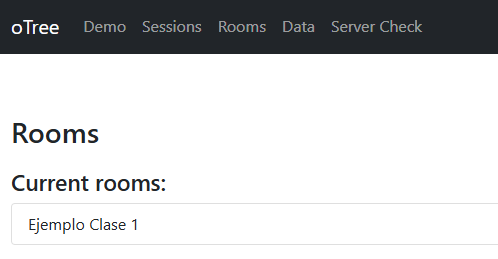 oTree Demo Sessions Rooms Data Server Check
Rooms
Current rooms:
Ejemplo Clase 1